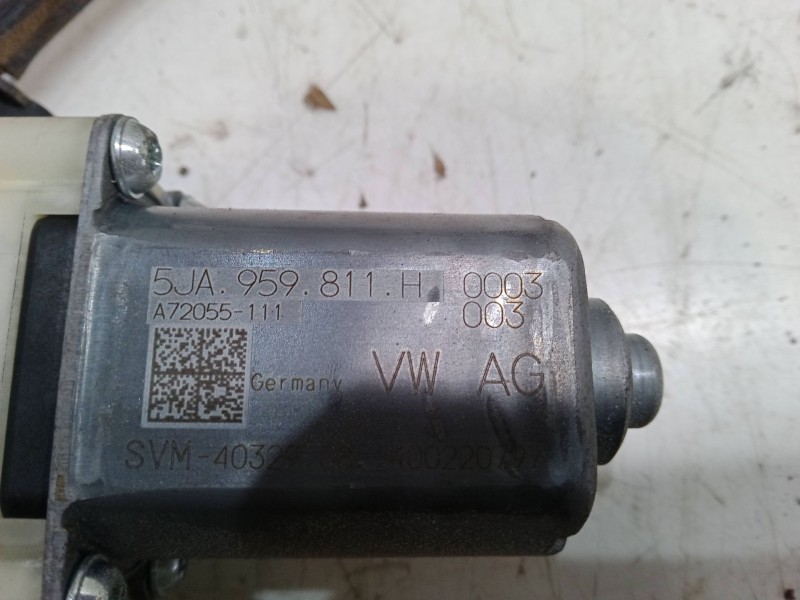 5JA.959.811.H 0003
A72055-111 003
Germany VW AG